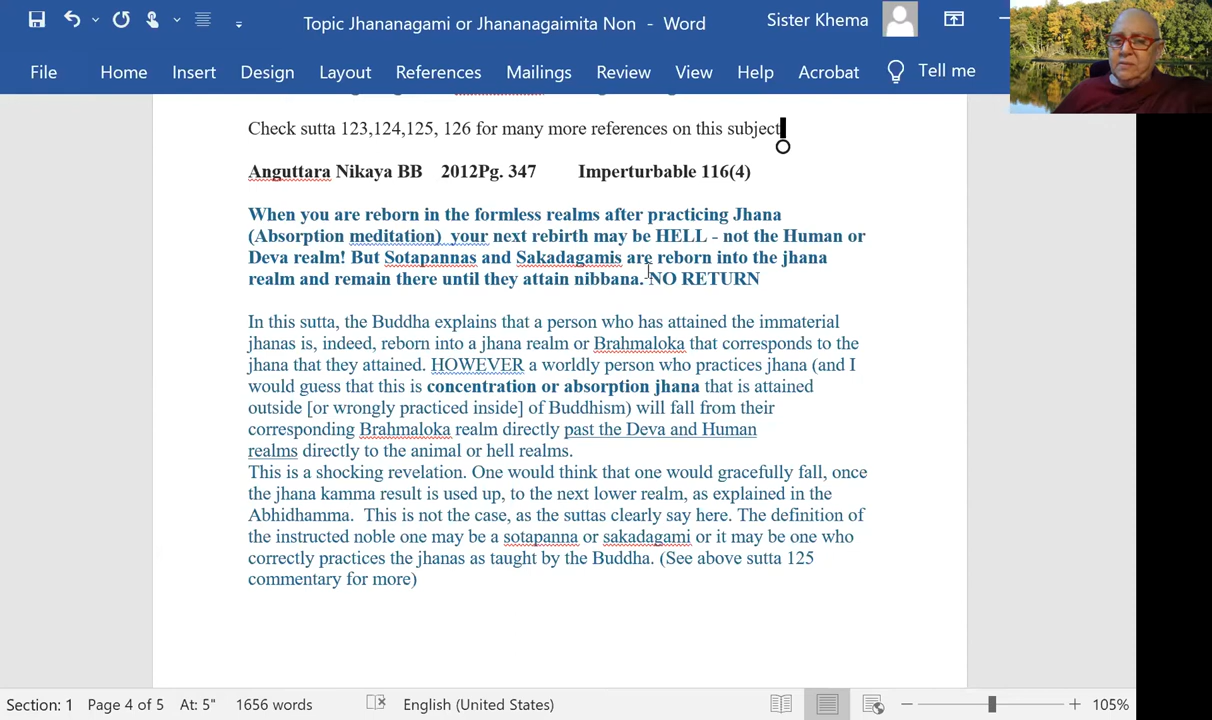 Topic Jhananagami or Jhananagaimita Non - Word
Sister Khema
File Home Insert Design Layout References Mailings Review View Help Acrobat Tell me
Check sutta 123,124,125, 126 for many more references on this subject
Anguttara Nikaya BB 2012Pg. 347 Imperturbable 116(4)
When you are reborn in the formless realms after practicing Jhana
(Absorption meditation) your next rebirth may be HELL - not the Human or
Deva realm! But Sotapannas and Sakadagamis are reborn into the jhana
realm and remain there until they attain nibbana. NO RETURN
In this sutta, the Buddha explains that a person who has attained the immaterial
jhanas is, indeed, reborn into a jhana realm or Brahmaloka that corresponds to the
jhana that they attained. HOWEVER a worldly person who practices jhana (and I
would guess that this is concentration or absorption jhana that is attained
outside [or wrongly practiced inside] of Buddhism) will fall from their
corresponding Brahmaloka realm directly past the Deva and Human
realms directly to the animal or hell realms.
This is a shocking revelation. One would think that one would gracefully fall, once
the jhana kamma result is used up, to the next lower realm, as explained in the
Abhidhamma. This is not the case, as the suttas clearly say here. The definition of
the instructed noble one may be a sotapanna or sakadagami or it may be one who
correctly practices the jhanas as taught by the Buddha. (See above sutta 125
commentary for more)
Section: 1 Page 4 of 5 At: 5" 1656 words English (United States) 105%